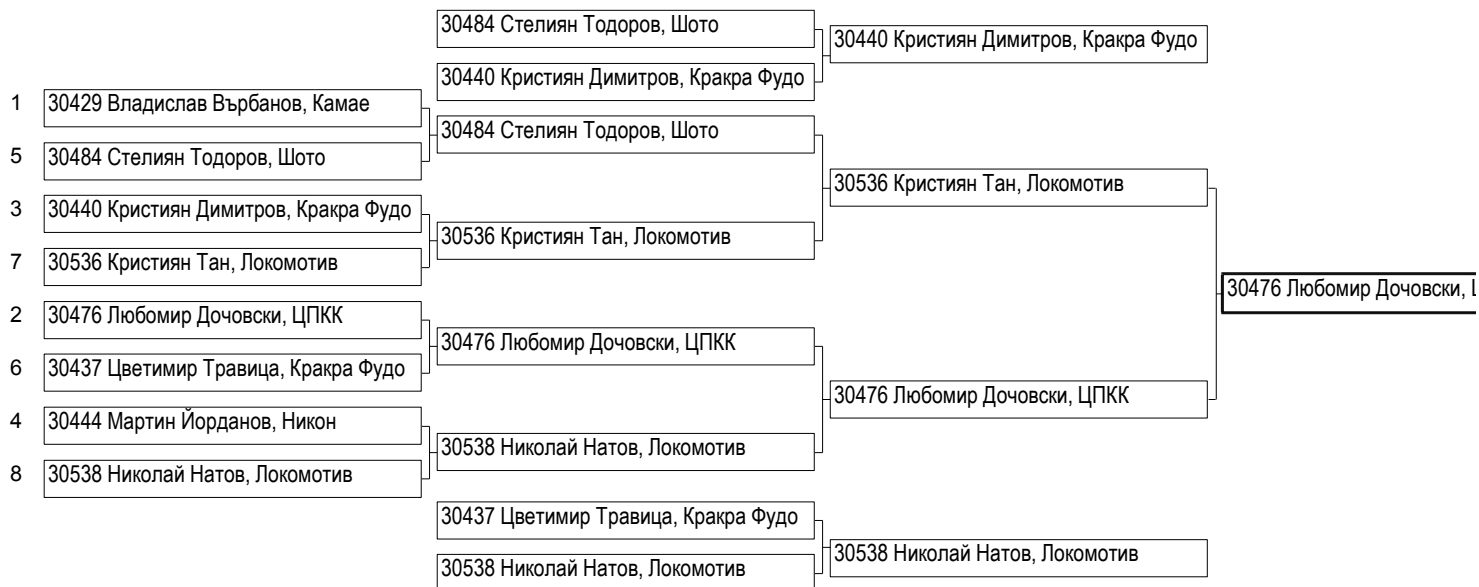 30484 Стелиян Тодоров, Шото
30440 Кристиян Димитров, Кракра Фудо
30440 Кристиян Димитров, Кракра Фудо
1 30429 Владислав Върбанов, Камае
30484 Стелиян Тодоров, Шото
5 30484 Стелиян Тодоров, Шото
30536 Кристиян Тан, Локомотив
3 30440 Кристиян Димитров, Кракра Фудо
30536 Кристиян Тан, Локомотив
7 30536 Кристиян Тан, Локомотив
30476 Любомир Дочовски,
2 30476 Любомир Дочовски, ЦПКК
30476 Любомир Дочовски, ЦПКК
6 30437 Цветимир Травица, Кракра Фудо
30476 Любомир Дочовски, ЦПКК
4 30444 Мартин Йорданов, Никон
30538 Николай Натов, Локомотив
8 30538 Николай Натов, Локомотив
30437 Цветимир Травица, Кракра Фудо
30538 Николай Натов, Локомотив
30538 Николай Натов, Локомотив